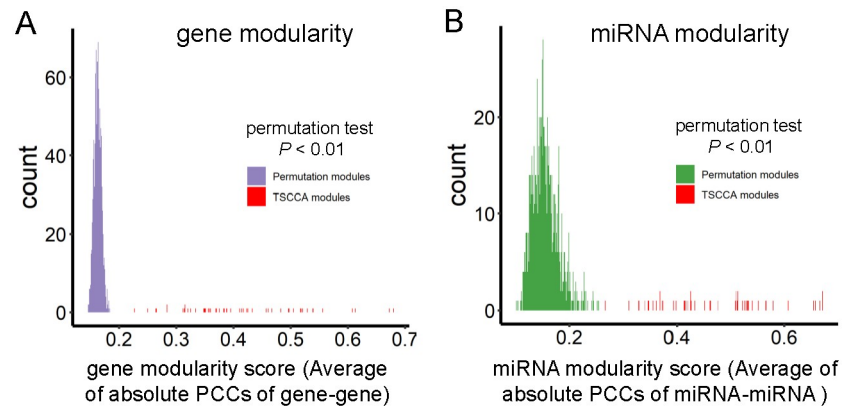 A
gene modularity
60
40
20
0
count
permutation test
P < 0.01
Permutation modules
TSCCA modules
0.2
0.3
0.4
0.5
0.6
0.7
gene modularity score (Average
of absolute PCCs of gene-gene)
B
miRNA modularity
20
10
0
count
permutation test
P < 0.01
Permutation modules
TSCCA modules
0.2
0.4
0.6
miRNA modularity score (Average of
absolute PCCs of miRNA-miRNA )